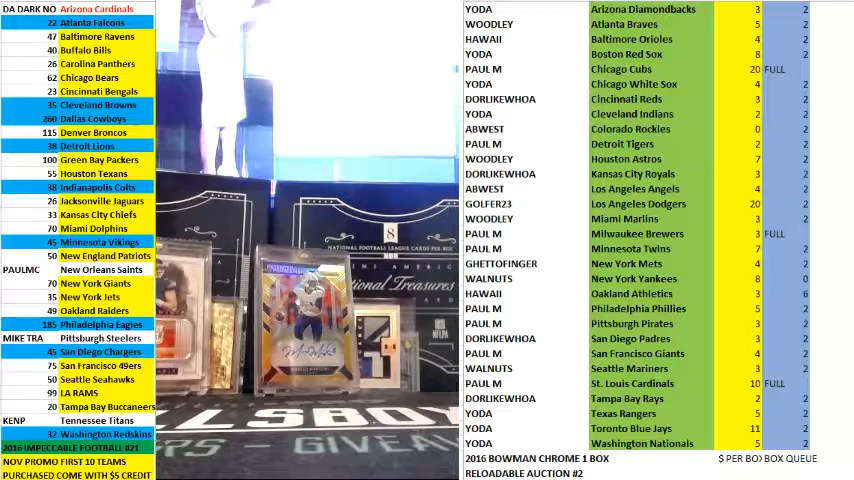 DA DARK NO Arizona Cardinals
22 Atlanta Falcons
47 Baltimore Ravens
40 Buffalo Bills
26 Carolina Panthers
62 Chicago Bears
23 Cincinnati Bengals
35 Cleveland Browns
260 Dallas Cowboys
115 Denver Broncos
38 Detroit Lions
100 Green Bay Packers
55 Houston Texans
38 Indianapolis Colts
26 Jacksonville Jaguars
33 Kansas City Chiefs
70 Miami Dolphins
45 Minnesota Vikings
50 New England Patriots
PAULMC New Orleans Saints
70 New York Giants
35 New York Jets
49 Oakland Raiders
185 Philadelphia Eagles
MIKE TRA Pittsburgh Steelers
45 San Diego Chargers
75 San Francisco 49ers
50 Seattle Seahawks
99 LA RAMS
20 Tampa Bay Buccaneers
KENP Tennessee Titans
32 Washington Redskins
2016 IMPECCABLE FOOTBALL #21
NOV PROMO FIRST 10 TEAMS
PURCHASED COME WITH $5 CREDIT
8
NATIONAL FOOTBALL LEAGUE CARDS PER BOX
National Treasures
NFLPA
LLSBOY
RS - GIVEAW
YODA Arizona Diamondbacks 3 2
WOODLEY Atlanta Braves 5 2
HAWAII Baltimore Orioles 4 2
YODA Boston Red Sox 8 2
PAUL M Chicago Cubs 20 FULL
YODA Chicago White Sox 4 2
DORLIKEWHOA Cincinnati Reds 3 2
YODA Cleveland Indians 2 2
ABWEST Colorado Rockies 0 2
PAUL M Detroit Tigers 2 2
WOODLEY Houston Astros 7 2
DORLIKEWHOA Kansas City Royals 3 2
ABWEST Los Angeles Angels 4 2
GOLFER23 Los Angeles Dodgers 20 2
WOODLEY Miami Marlins 3 2
PAUL M Milwaukee Brewers 3 FULL
PAUL M Minnesota Twins 7 2
GHETTOFINGER New York Mets 4 2
WALNUTS New York Yankees 8 0
HAWAII Oakland Athletics 3 6
PAUL M Philadelphia Phillies 5 2
PAUL M Pittsburgh Pirates 3 2
DORLIKEWHOA San Diego Padres 3 2
PAUL M San Francisco Giants 4 2
WALNUTS Seattle Mariners 3 2
PAUL M St. Louis Cardinals 10 FULL
DORLIKEWHOA Tampa Bay Rays 2 2
YODA Texas Rangers 5 2
YODA Toronto Blue Jays 11 2
YODA Washington Nationals 5 2
2016 BOWMAN CHROME 1 BOX $ PER BOX BOX QUEUE
RELOADABLE AUCTION #2